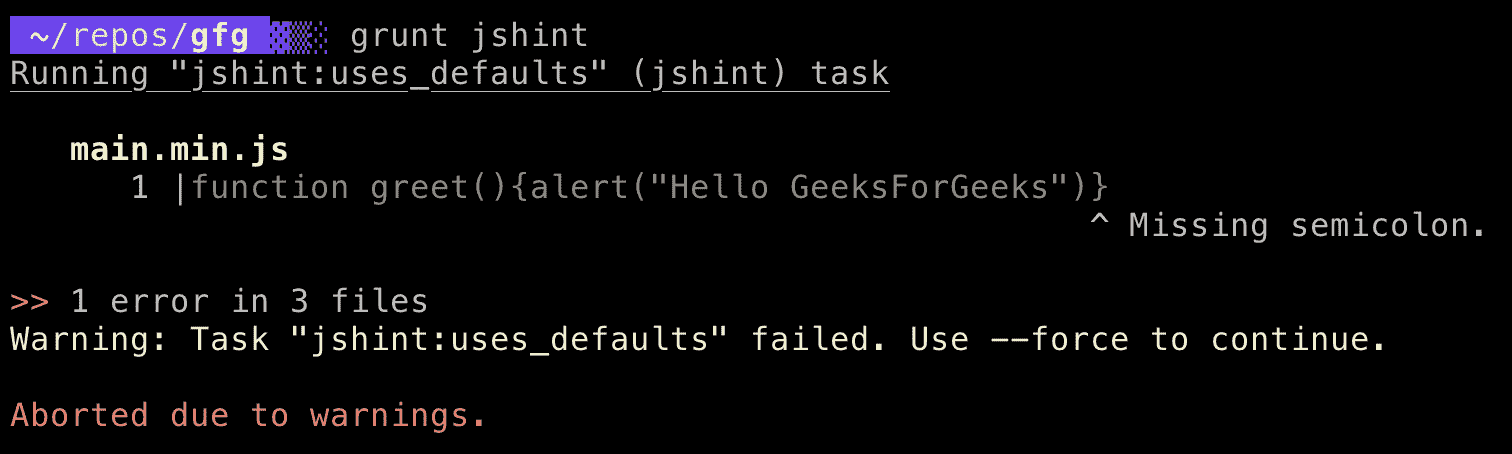 ~/repos/gfg grunt jshint
Running "jshint:uses_defaults" (jshint) task
main.min.js
1 |function greet(){alert("Hello GeeksForGeeks")}
^ Missing semicolon.
>> 1 error in 3 files
Warning: Task "jshint:uses_defaults" failed. Use --force to continue.
Aborted due to warnings.